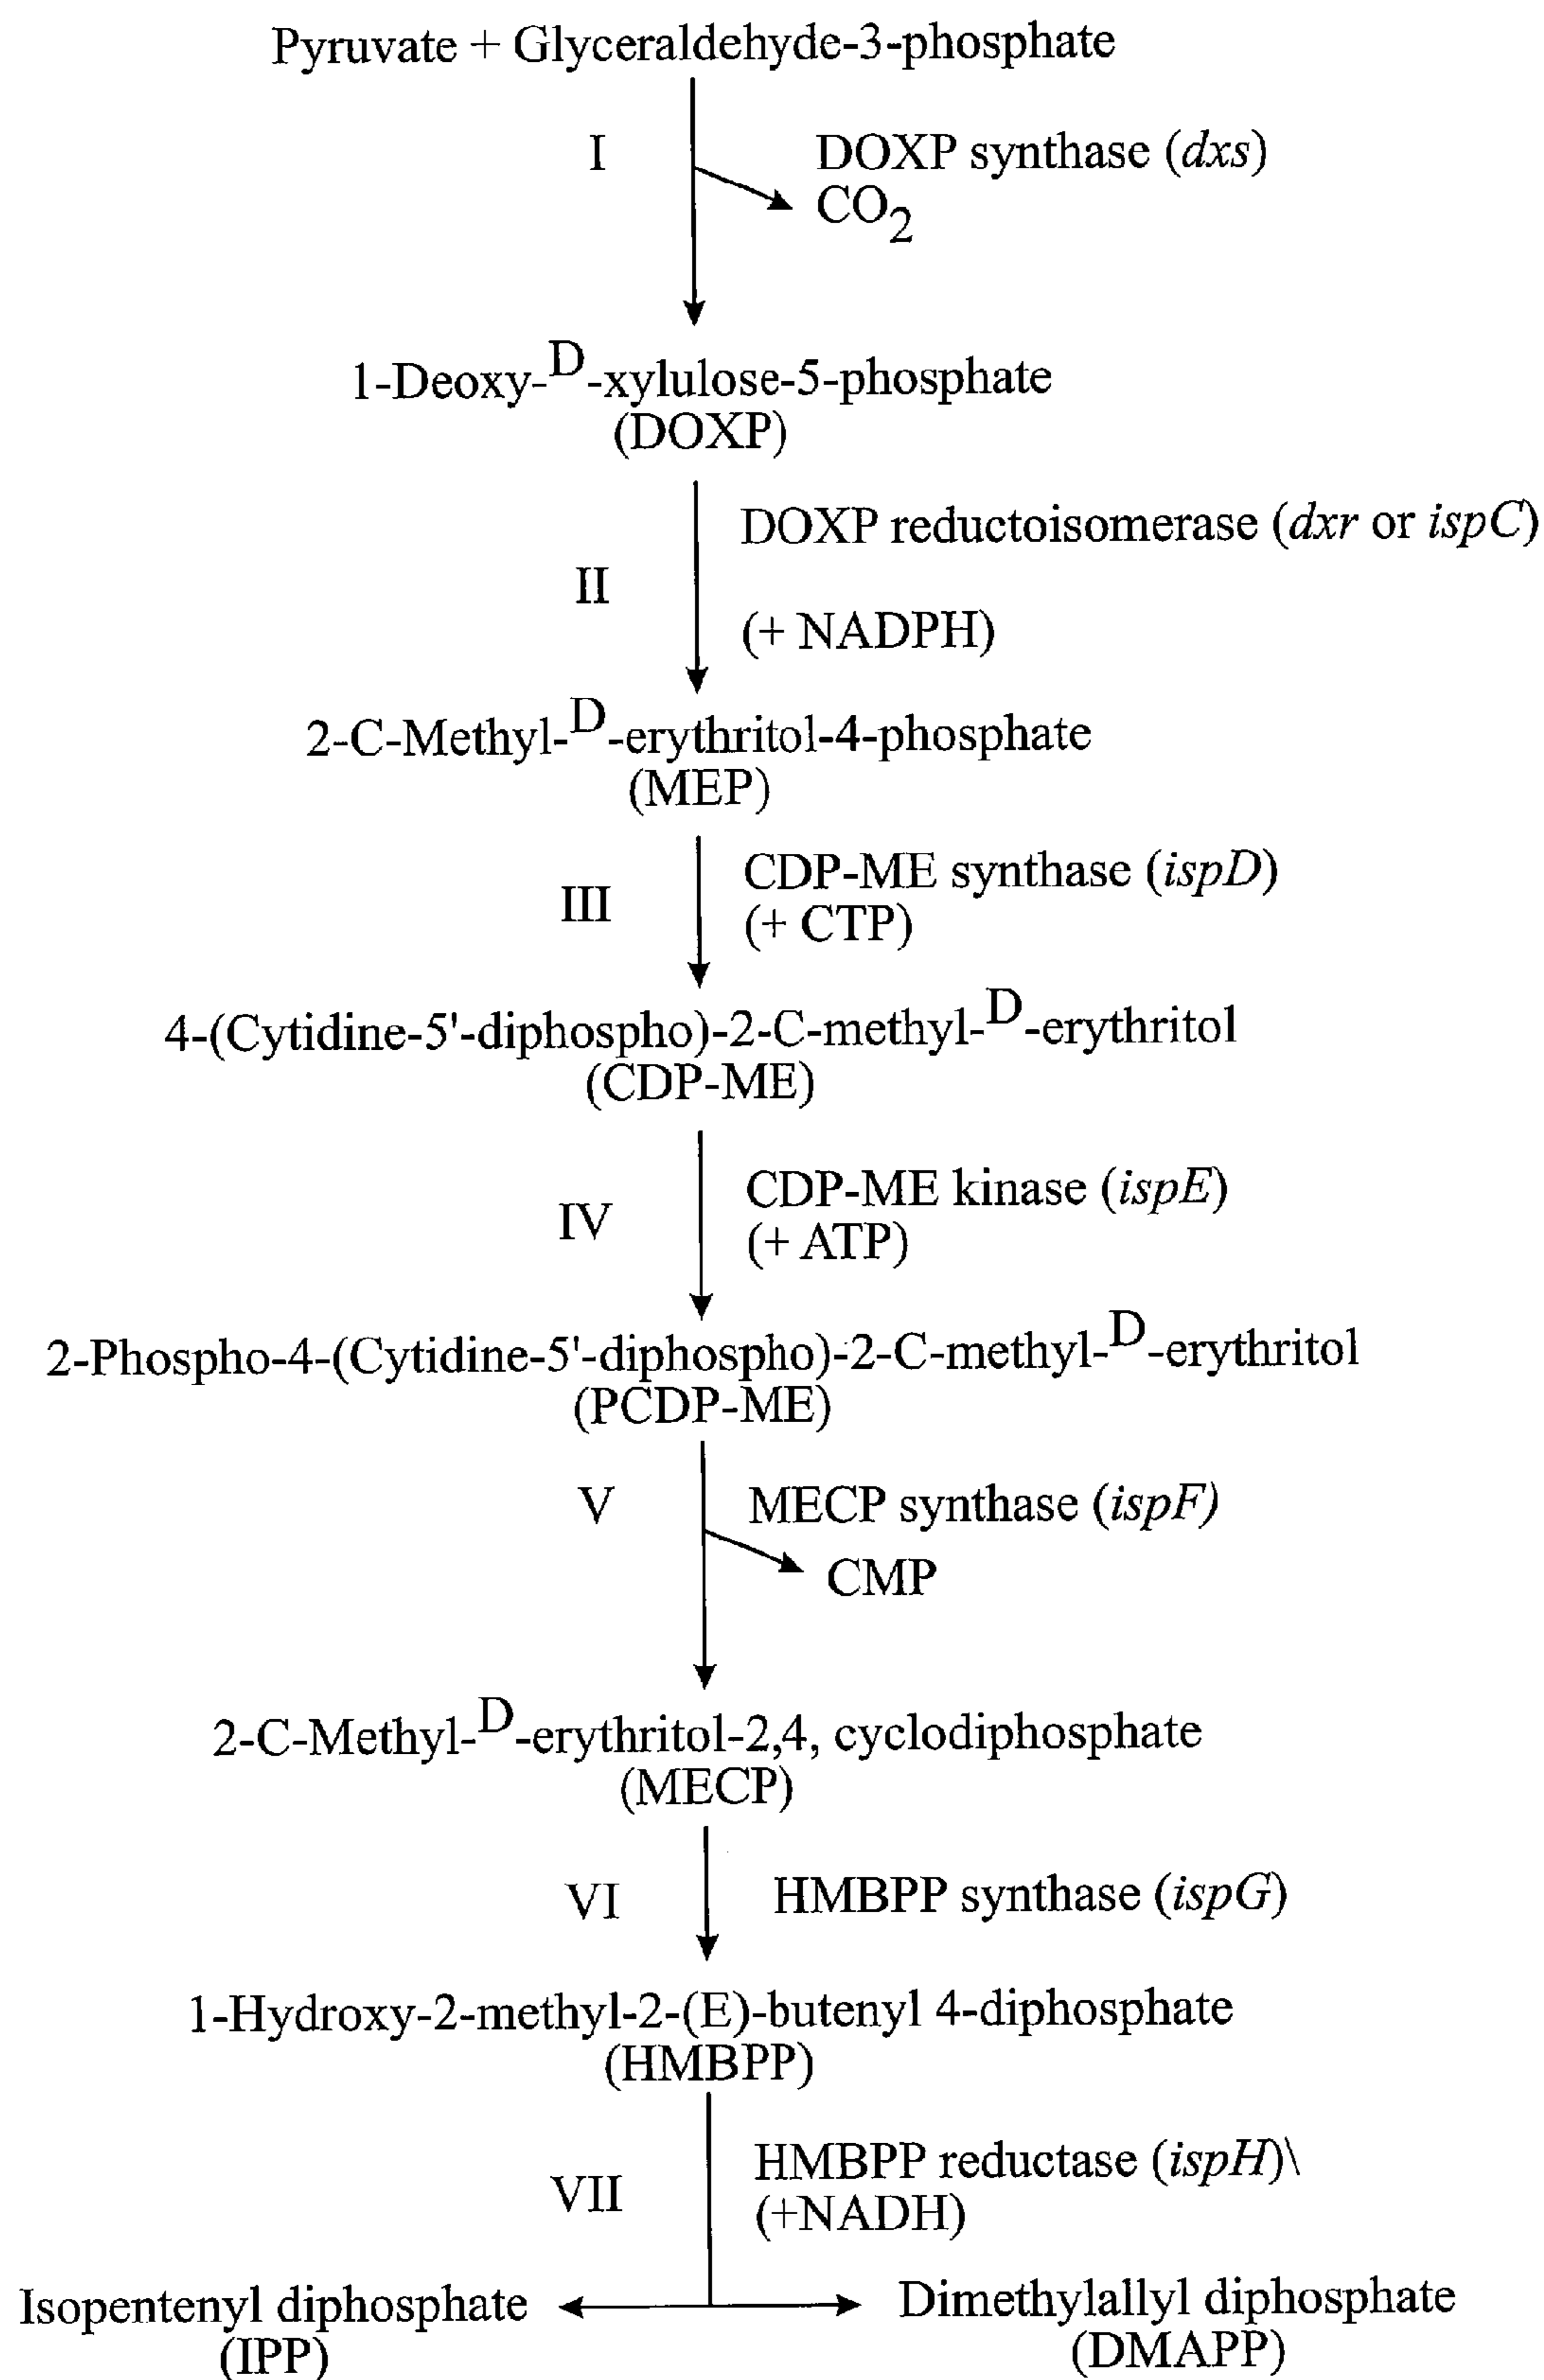 Pyruvate + Glyceraldehyde-3-phosphate
I
DOXP synthase (dxs)
CO2
1-Deoxy-D-xylulose-5-phosphate
(DOXP)
DOXP reductoisomerase (dxr or ispC)
II
(+ NADPH)
2-C-Methyl-D-erythritol-4-phosphate
(MEP)
CDP-ME synthase (ispD)
III
(+ CTP)
4-(Cytidine-5'-diphospho)-2-C-methyl-D-erythritol
(CDP-ME)
CDP-ME kinase (ispE)
IV
(+ ATP)
2-Phospho-4-(Cytidine-5'-diphospho)-2-C-methyl-D-erythritol
(PCDP-ME)
V
MECP synthase (ispF)
CMP
2-C-Methyl-D-erythritol-2,4, cyclodiphosphate
(MECP)
VI
HMBPP synthase (ispG)
1-Hydroxy-2-methyl-2-(E)-butenyl 4-diphosphate
(HMBPP)
HMBPP reductase (ispH)\
VII
(+NADH)
Isopentenyl diphosphate
(IPP)
Dimethylallyl diphosphate
(DMAPP)